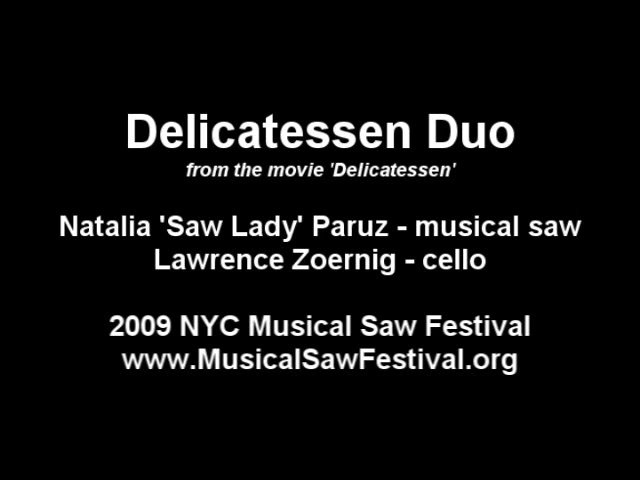 Delicatessen Duo
from the movie 'Delicatessen'
Natalia 'Saw Lady' Paruz - musical saw
Lawrence Zoernig - cello
2009 NYC Musical Saw Festival
www.MusicalSawFestival.org